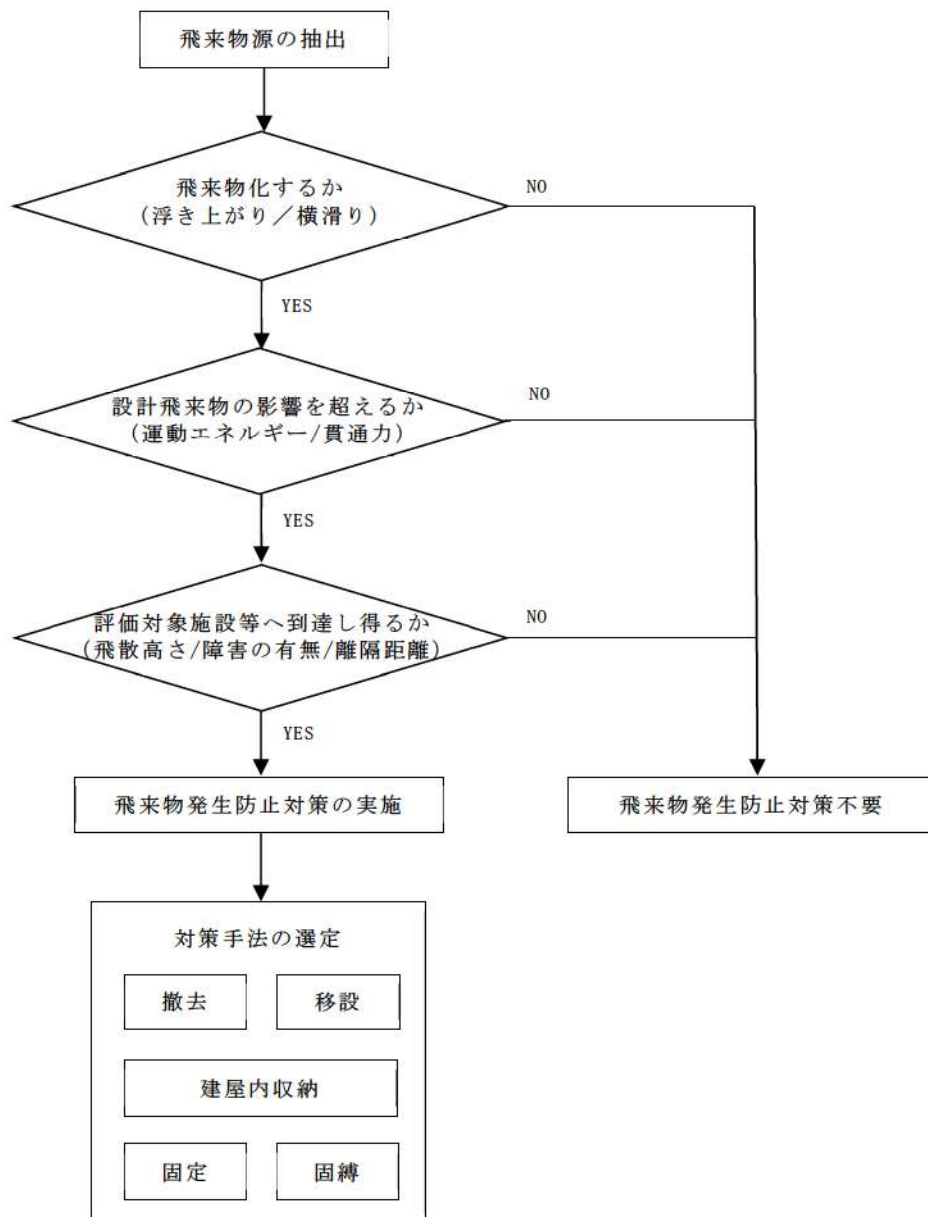 飛来物源の抽出
飛来物化するか
(浮き上がり／横滑り)
NO
YES
設計飛来物の影響を超えるか
(運動エネルギー/貫通力)
NO
YES
評価対象施設等へ到達し得るか
(飛散高さ/障害の有無/離隔距離)
NO
YES
飛来物発生防止対策の実施
飛来物発生防止対策不要
対策手法の選定
撤去
移設
建屋内収納
固定
固縛